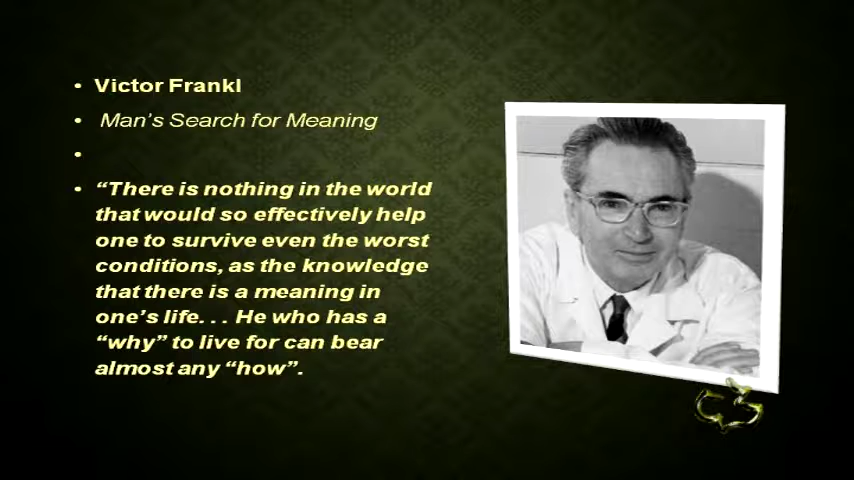 • Victor Frankl
• Man's Search for Meaning
•
• “There is nothing in the world
that would so effectively help
one to survive even the worst
conditions, as the knowledge
that there is a meaning in
one's life. . . He who has a
“why” to live for can bear
almost any “how”.